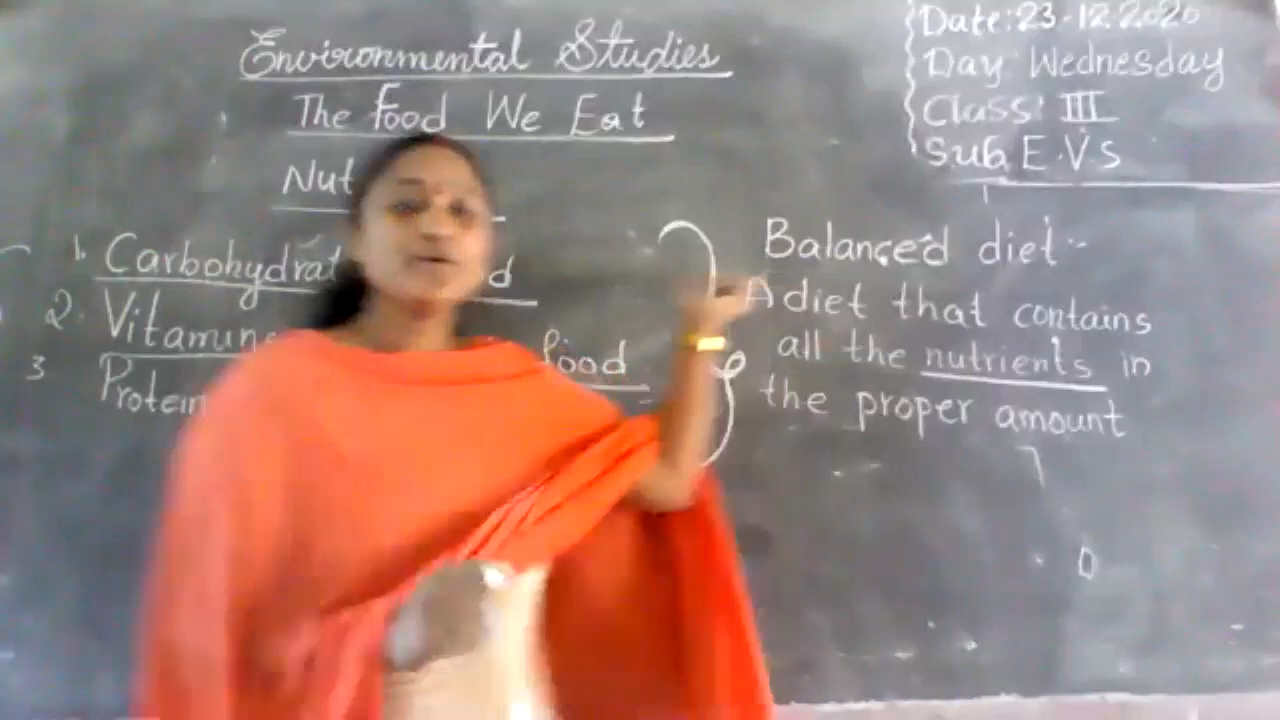 Environmental Studies
The Food We Eat
Nut
1. Carbohydrat d
2. Vitamins food
3 Protein
Date: 23-12.2020
Day: Wednesday
Class: III
Sub E.Vs
Balanced diet:-
A diet that contains
all the nutrients in
the proper amount